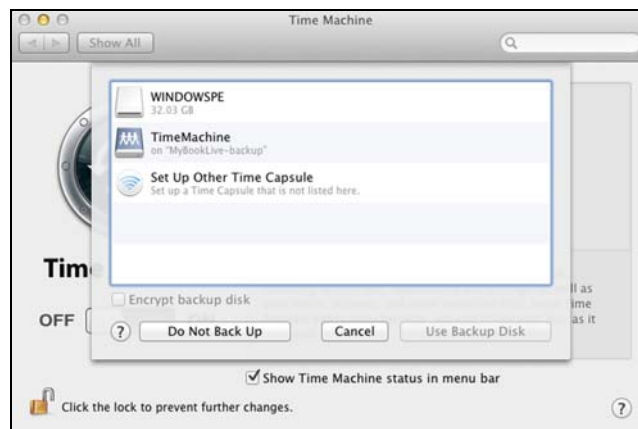 Time Machine
Show All
WINDOWSPE
32.03 GB
TimeMachine
on "MyBookLive-backup"
Set Up Other Time Capsule
Set up a Time Capsule that is not listed here.
Tim
Encrypt backup disk
ll as
ime
OFF
as it
? Do Not Back Up Cancel Use Backup Disk
Show Time Machine status in menu bar
Click the lock to prevent further changes. ?